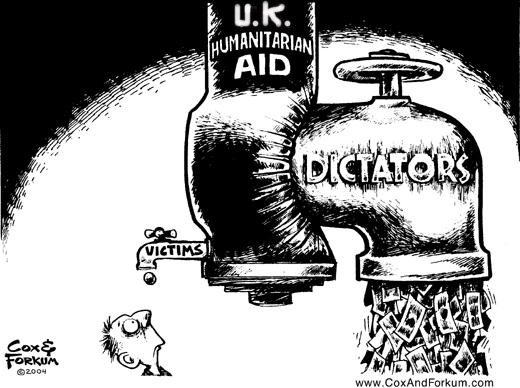 U.K.
HUMANITARIAN
AID
DICTATORS
VICTIMS
COX &
FORKUM
©2004
www.CoxAndForkum.com